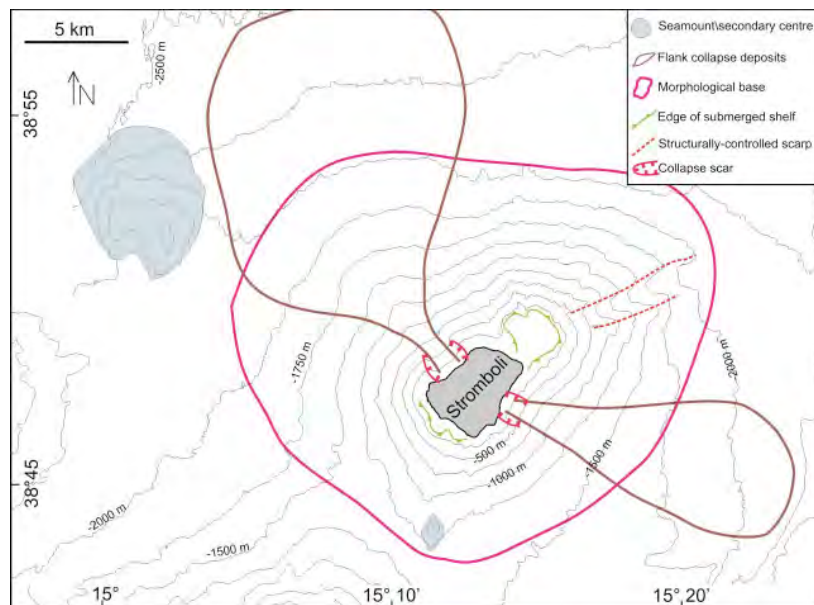 5 km
N
-2500 m
38°55
Seamount\secondary centre
Flank collapse deposits
Morphological base
Edge of submerged shelf
Structurally-controlled scarp
Collapse scar
-1750 m
Stromboli
-2000 m
-500 m
-1000 m
-1500 m
38°45
-2000 m
-1500 m
15°
15° 10'
15° 20'